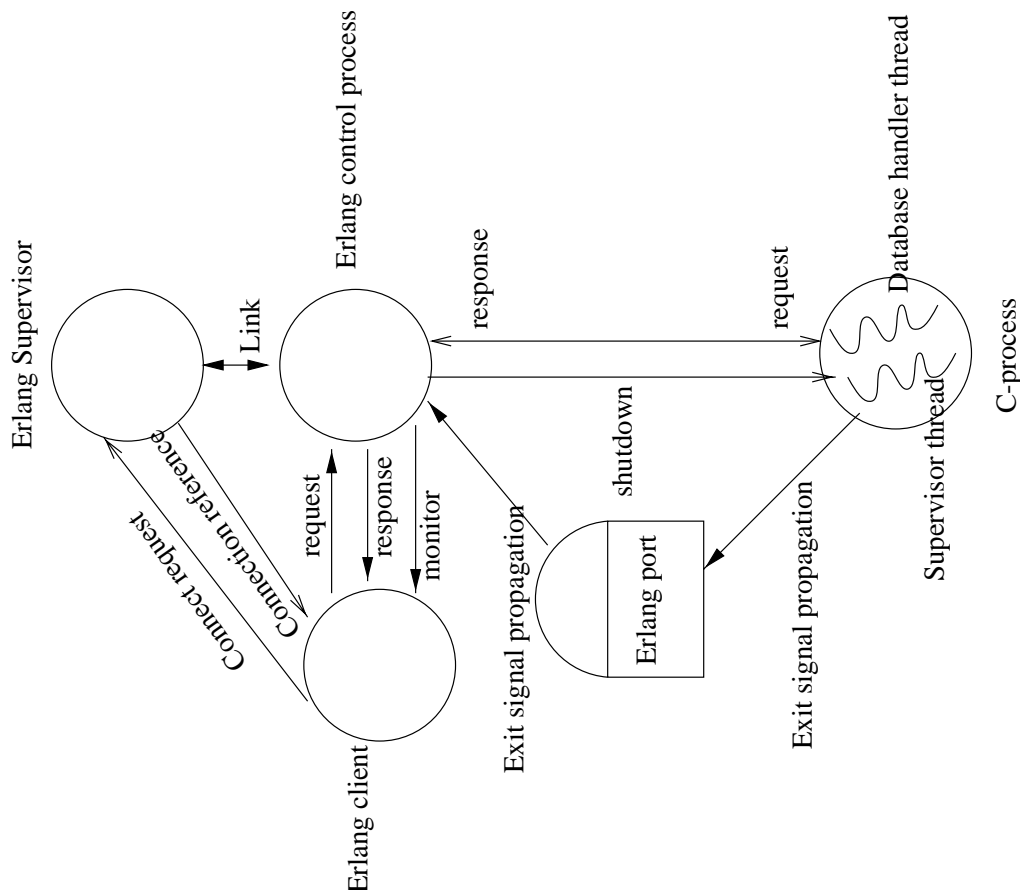 Erlang Supervisor
Erlang control process
Link
Connect request
Connection reference
request
response
monitor
Erlang client
response
request
shutdown
Exit signal propagation
Erlang port
Exit signal propagation
Supervisor thread
Database handler thread
C-process